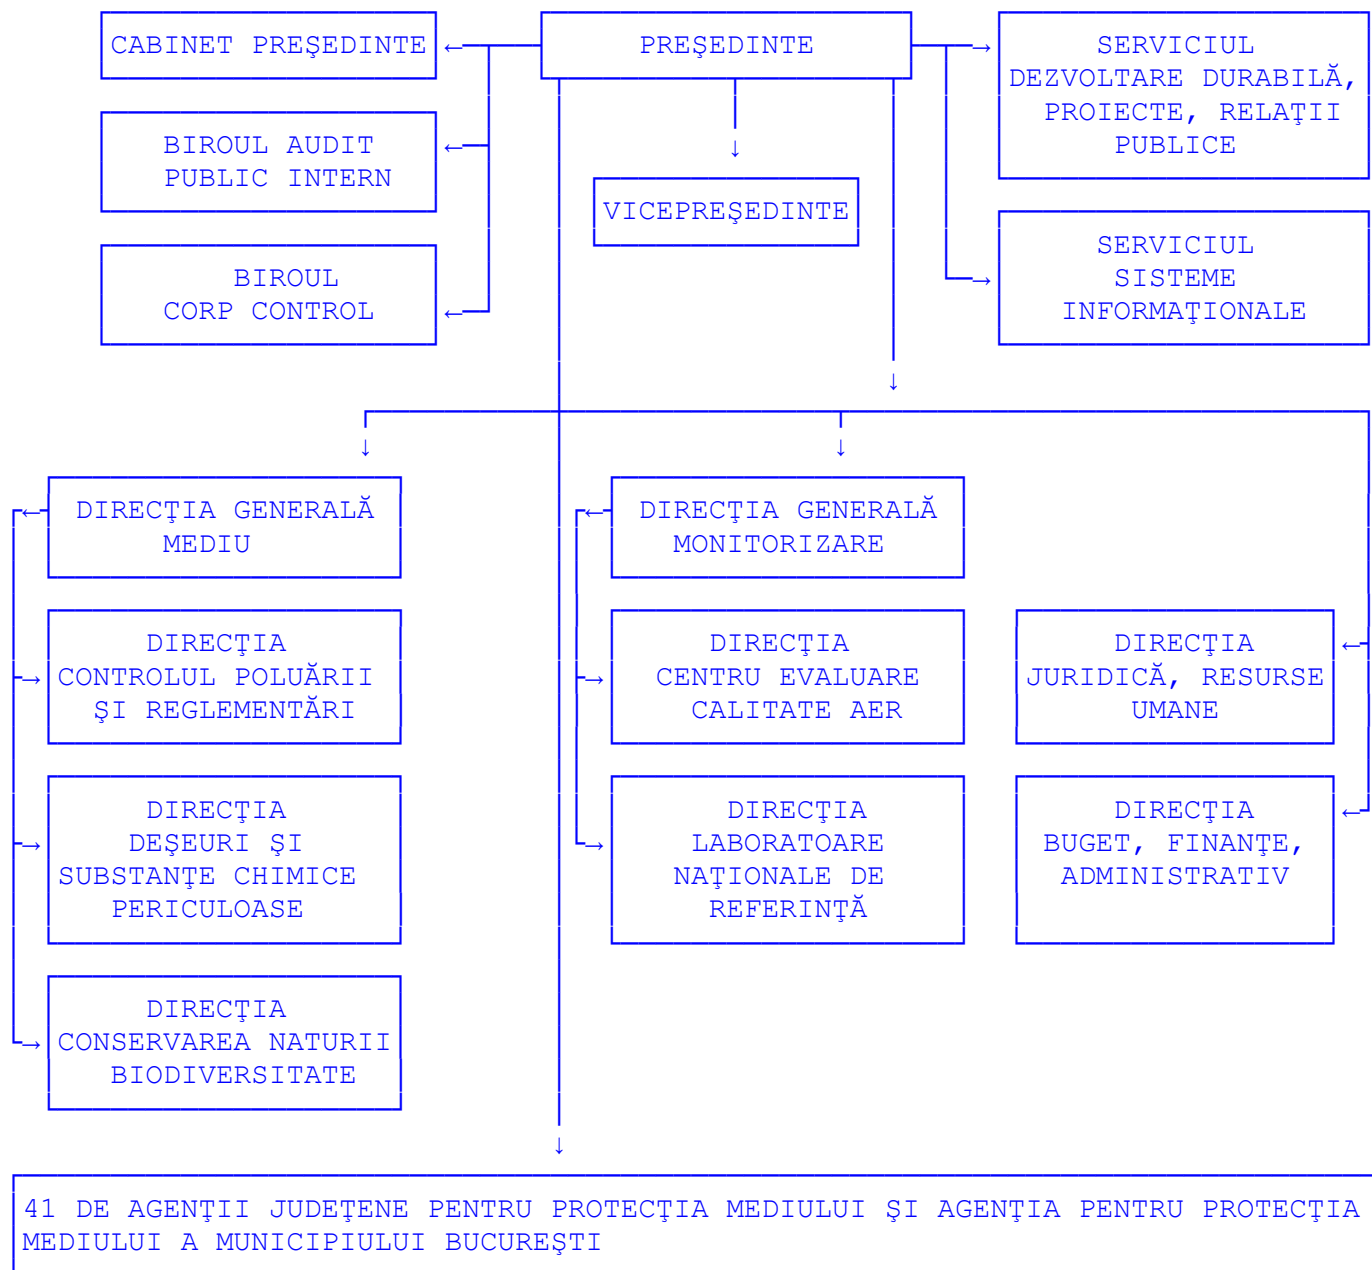 CABINET PREŞEDINTE
PREŞEDINTE
SERVICIUL
DEZVOLTARE DURABILĂ,
PROIECTE, RELAŢII
PUBLICE
BIROUL AUDIT
PUBLIC INTERN
VICEPREŞEDINTE
BIROUL
CORP CONTROL
SERVICIUL
SISTEME
INFORMAŢIONALE
DIRECŢIA GENERALĂ
MEDIU
DIRECŢIA GENERALĂ
MONITORIZARE
DIRECŢIA
CONTROLUL POLUĂRII
ŞI REGLEMENTĂRI
DIRECŢIA
CENTRU EVALUARE
CALITATE AER
DIRECŢIA
JURIDICĂ, RESURSE
UMANE
DIRECŢIA
DEŞEURI ŞI
SUBSTANŢE CHIMICE
PERICULOASE
DIRECŢIA
LABORATOARE
NAŢIONALE DE
REFERINŢĂ
DIRECŢIA
BUGET, FINANŢE,
ADMINISTRATIV
DIRECŢIA
CONSERVAREA NATURII
BIODIVERSITATE
41 DE AGENŢII JUDEŢENE PENTRU PROTECŢIA MEDIULUI ŞI AGENŢIA PENTRU PROTECŢIA
MEDIULUI A MUNICIPIULUI BUCUREŞTI